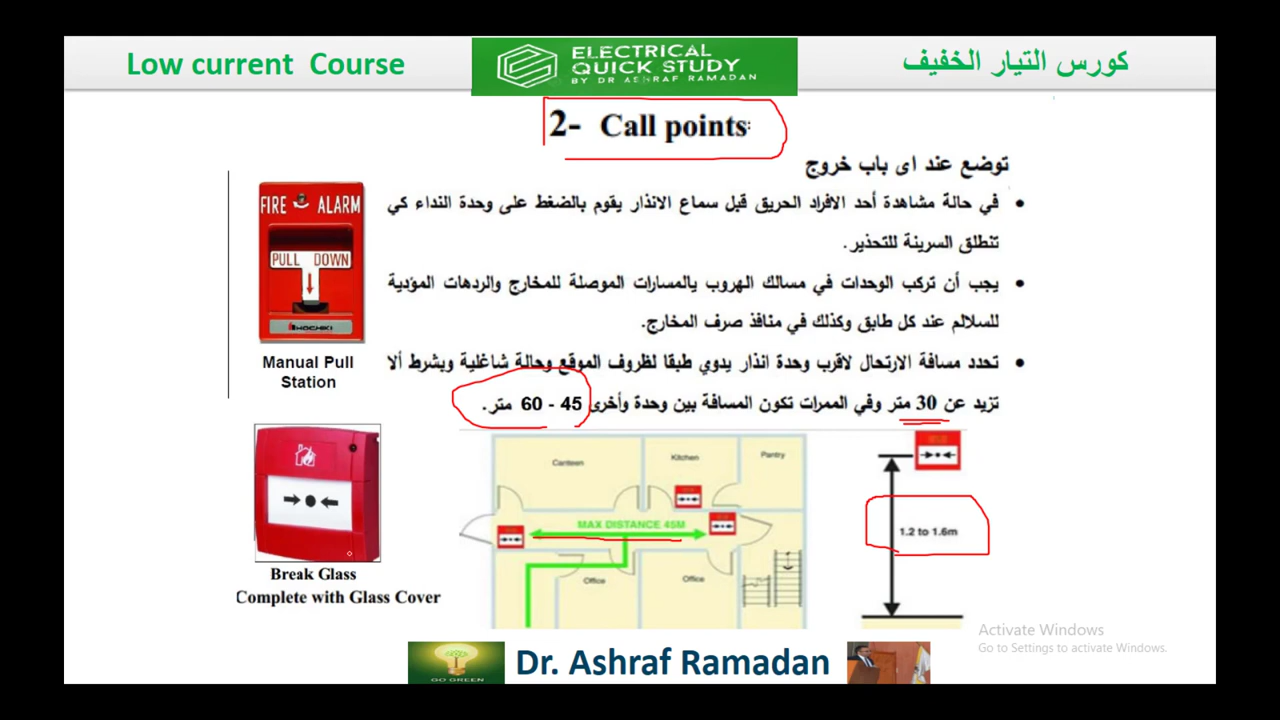 Low current Course
ELECTRICAL
QUICK STUDY
BY DR ASHRAF RAMADAN
كورس التيار الخفيف
2- Call points:
توضع عند اى باب خروج
في حالة مشاهدة أحد الافراد الحريق قبل سماع الانذار يقوم بالضغط على وحدة النداء كي
تنطلق السرينة للتحذير.
يجب أن تركب الوحدات في مسالك الهروب يالمسارات الموصلة للمخارج والردهات المؤدية
للسلالم عند كل طابق وكذلك في منافذ صرف المخارج.
تحدد مسافة الارتحال لاقرب وحدة انذار يدوي طبقا لظروف الموقع وحالة شاغلية وبشرط ألا
تزيد عن 30 متر وفي الممرات تكون المسافة بين وحدة وأخرى 45 - 60 متر.
FIRE ALARM
PULL DOWN
HOCHIKI
Manual Pull
Station
Break Glass
Complete with Glass Cover
Canteen
Kitchen
Pantry
MAX DISTANCE 45M
Office
Office
1.2 to 1.6m
Activate Windows
Go to Settings to activate Windows.
GO GREEN
Dr. Ashraf Ramadan